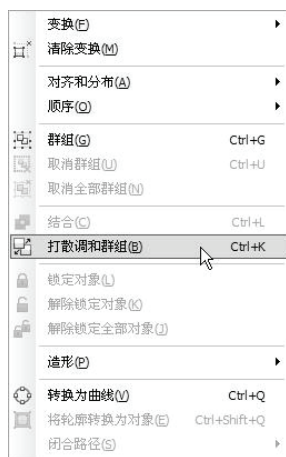 变换(F)
清除变换(M)
对齐和分布(A)
顺序(O)
群组(G) Ctrl+G
取消群组(U) Ctrl+U
取消全部群组(N)
结合(C) Ctrl+L
打散调和群组(B) Ctrl+K
锁定对象(L)
解除锁定对象(K)
解除锁定全部对象(J)
造形(P)
转换为曲线(V) Ctrl+Q
将轮廓转换为对象(E) Ctrl+Shift+Q
闭合路径(S)